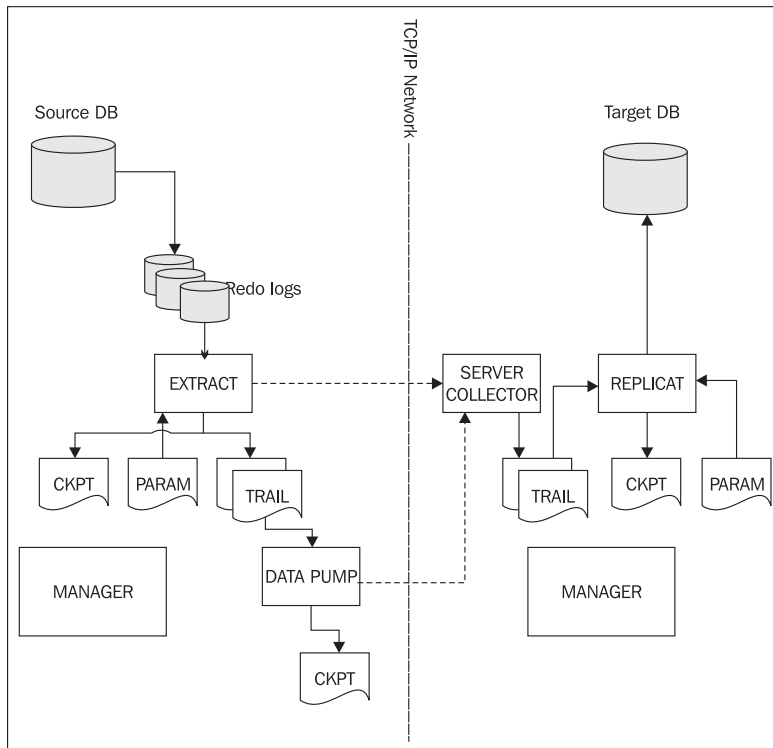 TCP/IP Network
Source DB
Target DB
Redo logs
EXTRACT
SERVER
COLLECTOR
REPLICAT
CKPT
PARAM
TRAIL
TRAIL
CKPT
PARAM
DATA PUMP
MANAGER
MANAGER
CKPT